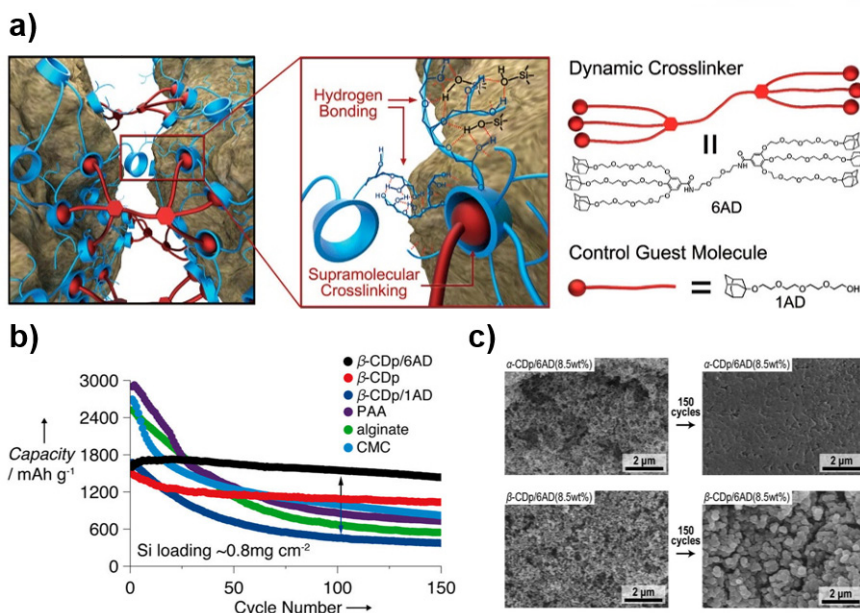 a)
Hydrogen
Bonding
Supramolecular
Crosslinking
Dynamic Crosslinker
6AD
Control Guest Molecule
1AD
b)
3000
2400
1800
1200
600
0
Capacity
/ mAh g⁻¹
β-CDp/6AD
β-CDp
β-CDp/1AD
PAA
alginate
CMC
Si loading ~0.8mg cm⁻²
0
50
100
150
Cycle Number
c)
α-CDp/6AD(8.5wt%)
2 μm
150
cycles
α-CDp/6AD(8.5wt%)
2 μm
β-CDp/6AD(8.5wt%)
2 μm
150
cycles
β-CDp/6AD(8.5wt%)
2 μm